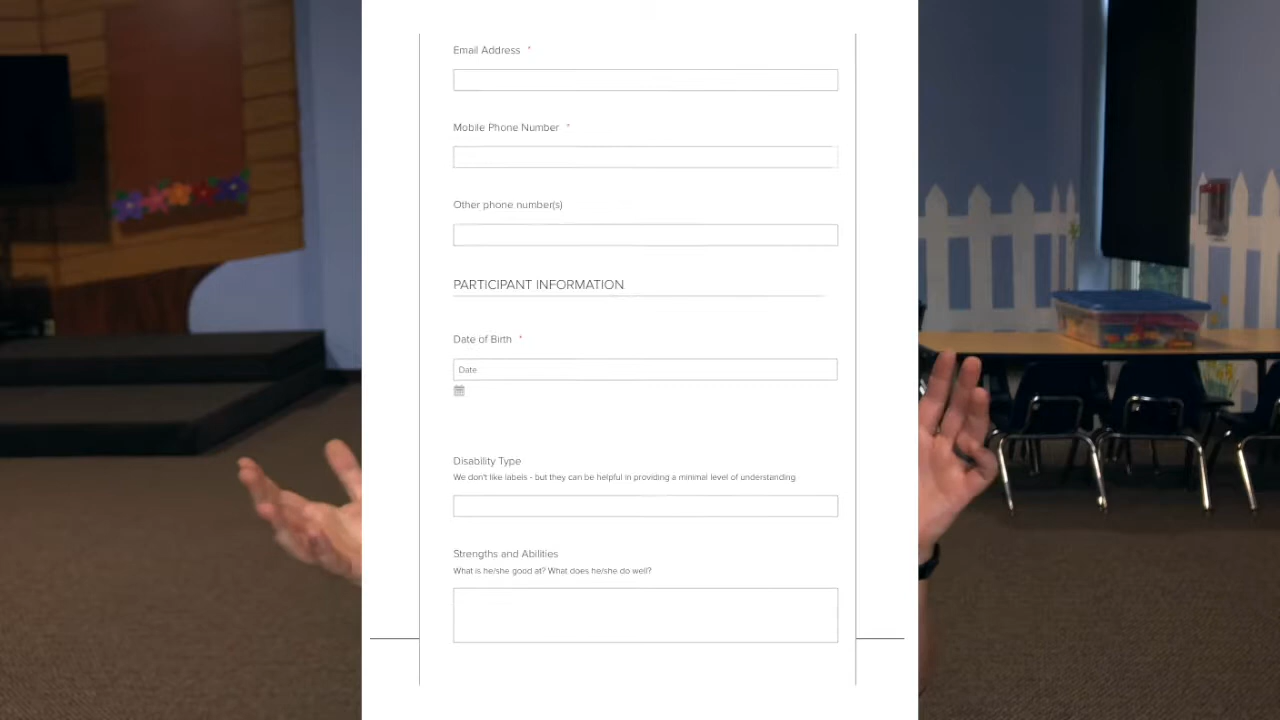 Email Address *
Mobile Phone Number *
Other phone number(s)
PARTICIPANT INFORMATION
Date of Birth *
Date
Disability Type
We don't like labels - but they can be helpful in providing a minimal level of understanding
Strengths and Abilities
What is he/she good at? What does he/she do well?